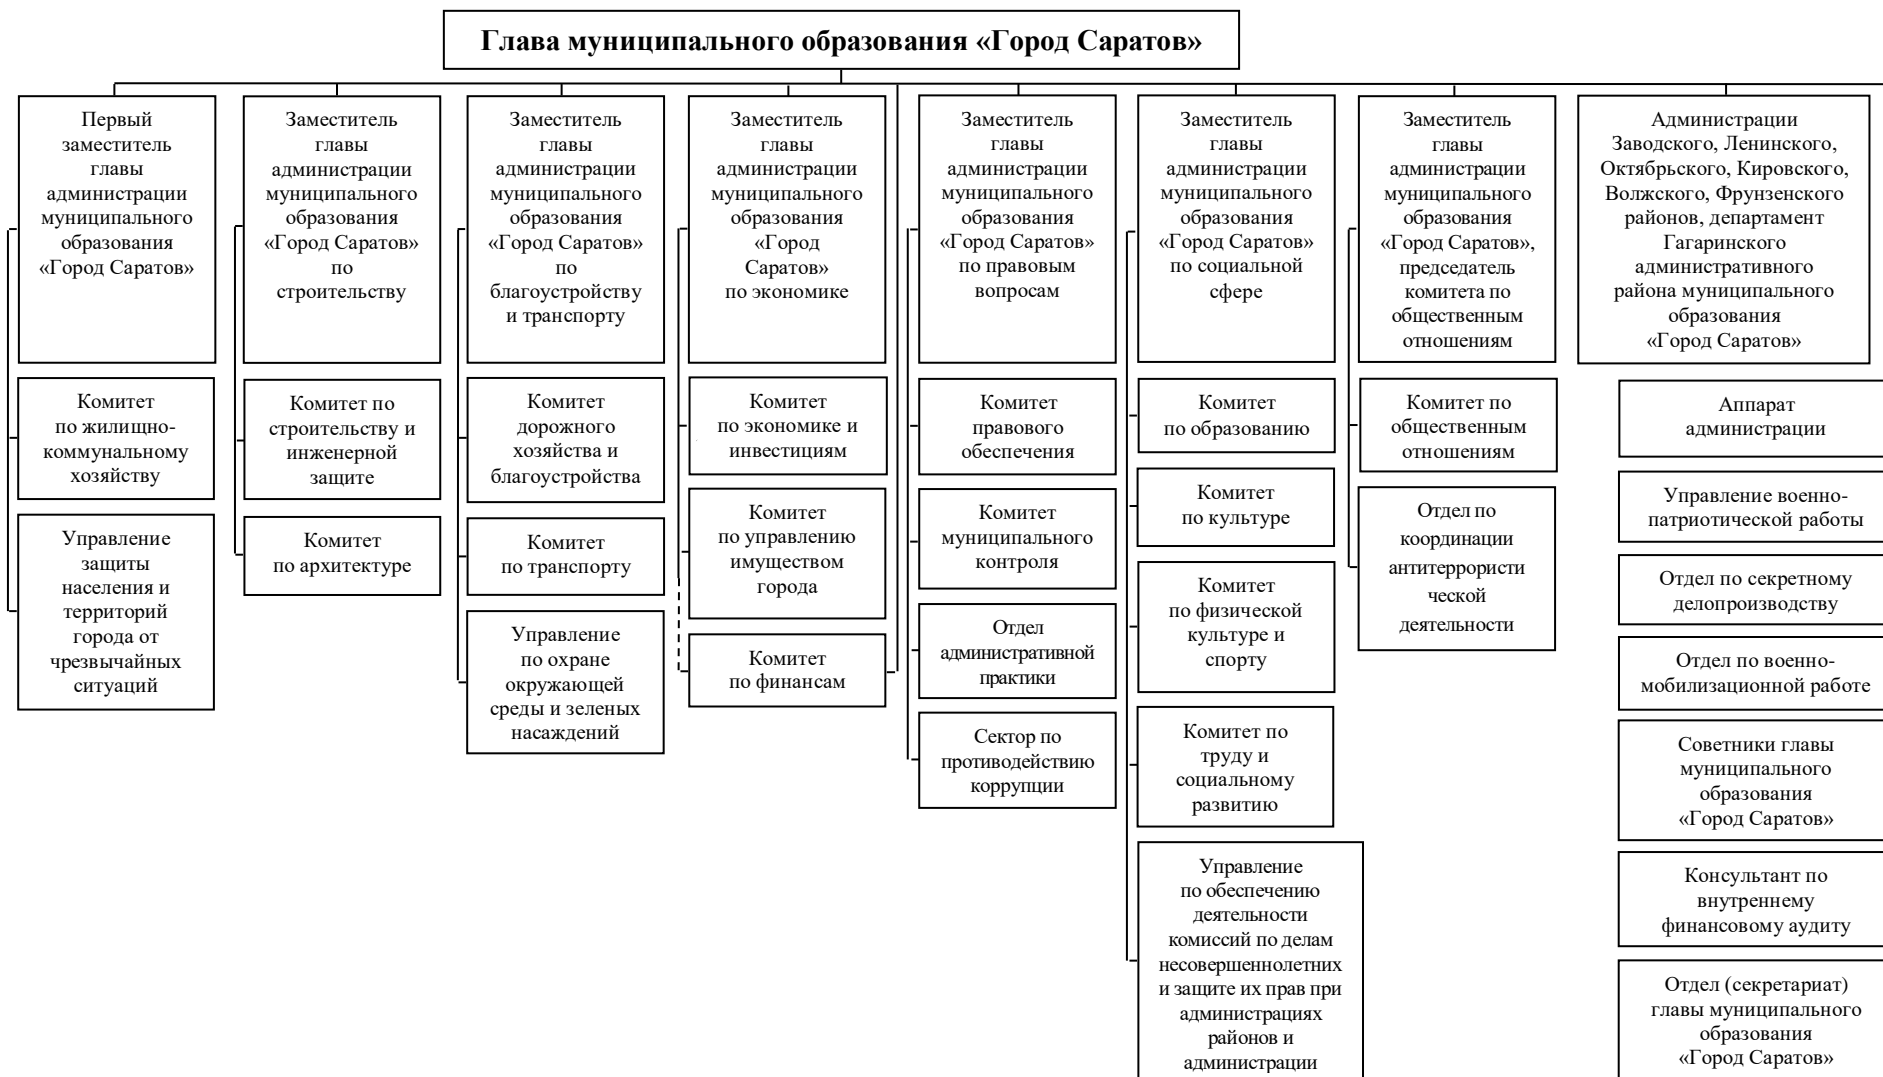 Глава муниципального образования «Город Саратов»
Первый
заместитель
главы
администрации
муниципального
образования
«Город Саратов»
Комитет
по жилищно-
коммунальному
хозяйству
Управление
защиты
населения и
территорий
города от
чрезвычайных
ситуаций
Заместитель
главы
администрации
муниципального
образования
«Город Саратов»
по
строительству
Комитет по
строительству и
инженерной
защите
Комитет
по архитектуре
Заместитель
главы
администрации
муниципального
образования
«Город Саратов»
по
благоустройству
и транспорту
Комитет
дорожного
хозяйства и
благоустройства
Комитет
по транспорту
Управление
по охране
окружающей
среды и зеленых
насаждений
Заместитель
главы
администрации
муниципального
образования
«Город
Саратов»
по экономике
Комитет
по экономике и
инвестициям
Комитет
по управлению
имуществом
города
Комитет
по финансам
Заместитель
главы
администрации
муниципального
образования
«Город Саратов»
по правовым
вопросам
Комитет
правового
обеспечения
Комитет
муниципального
контроля
Отдел
административной
практики
Сектор по
противодействию
коррупции
Заместитель
главы
администрации
муниципального
образования
«Город Саратов»
по социальной
сфере
Комитет
по образованию
Комитет
по культуре
Комитет
по физической
культуре и
спорту
Комитет по
труду и
социальному
развитию
Управление
по обеспечению
деятельности
комиссий по делам
несовершеннолетних
и защите их прав при
администрациях
районов и
администрации
Заместитель
главы
администрации
муниципального
образования
«Город Саратов»,
председатель
комитета по
общественным
отношениям
Комитет по
общественным
отношениям
Отдел по
координации
антитеррористи
ческой
деятельности
Администрации
Заводского, Ленинского,
Октябрьского, Кировского,
Волжского, Фрунзенского
районов, департамент
Гагаринского
административного
района муниципального
образования
«Город Саратов»
Аппарат
администрации
Управление военно-
патриотической работы
Отдел по секретному
делопроизводству
Отдел по военно-
мобилизационной работе
Советники главы
муниципального
образования
«Город Саратов»
Консультант по
внутреннему
финансовому аудиту
Отдел (секретариат)
главы муниципального
образования
«Город Саратов»